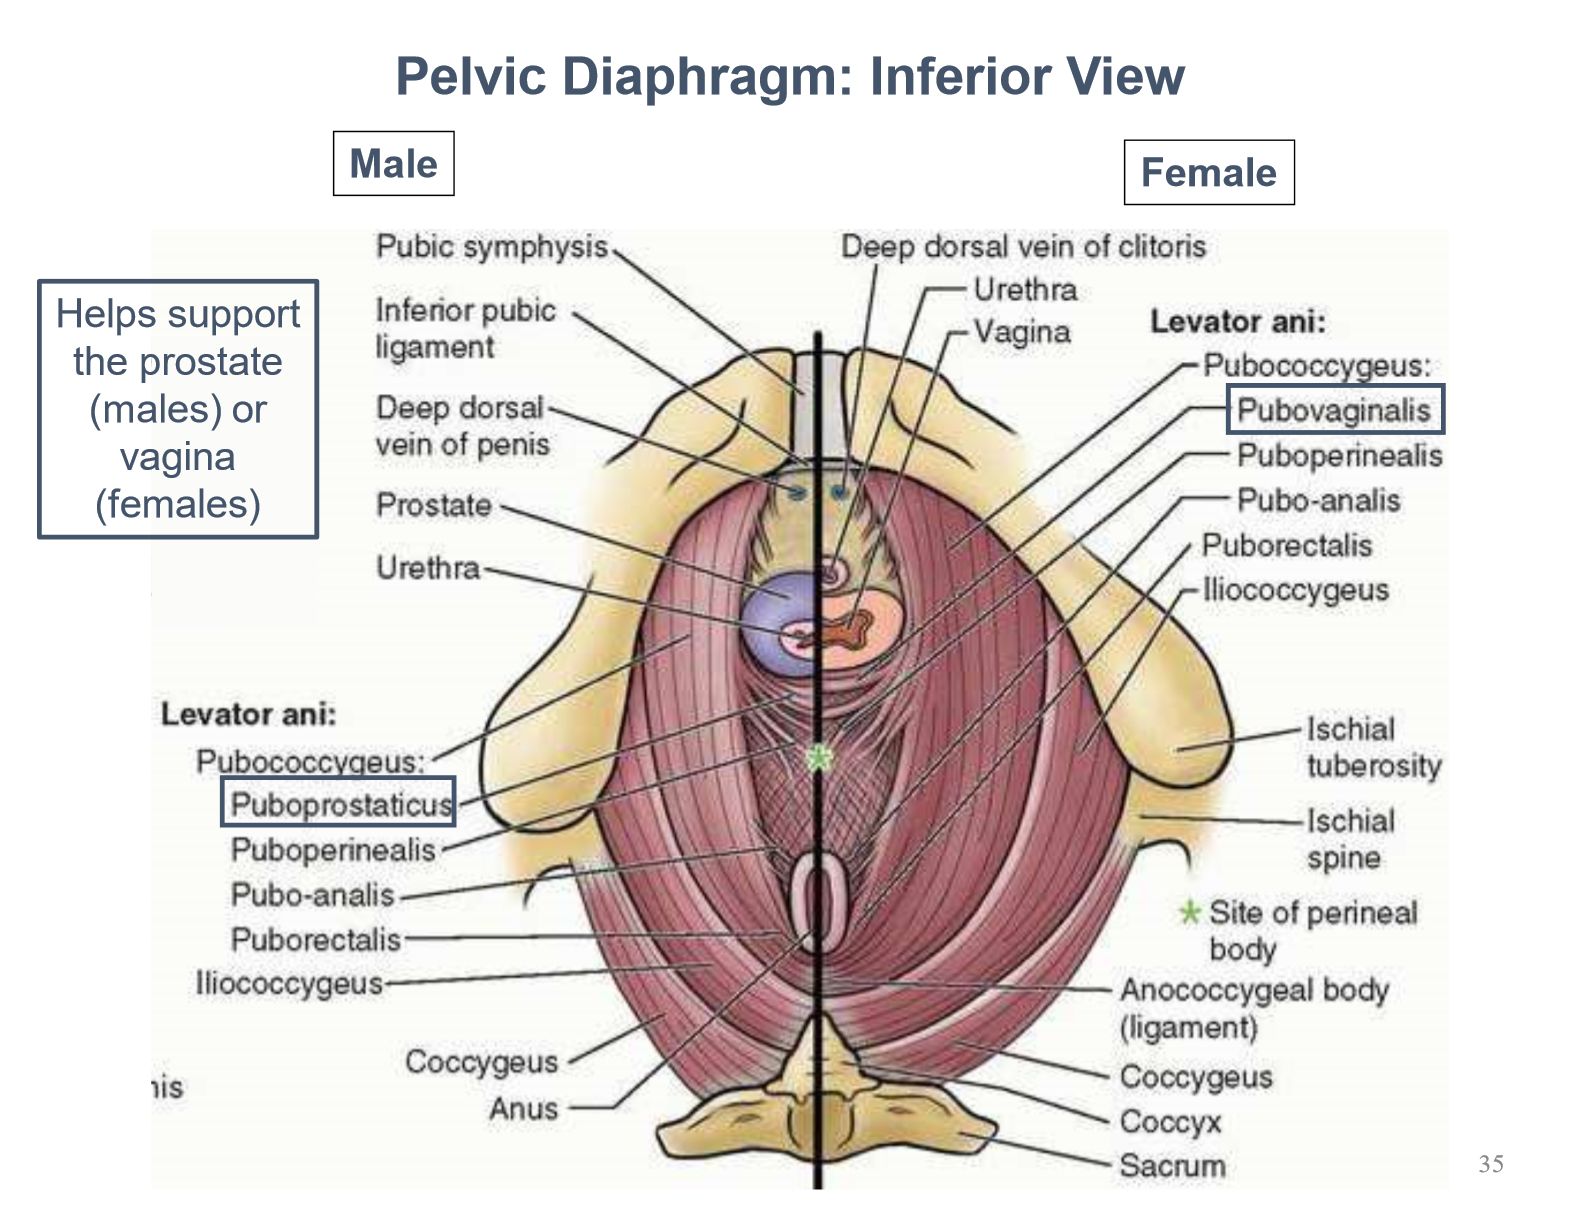 Pelvic Diaphragm: Inferior View
Male
Female
Helps support
the prostate
(males) or
vagina
(females)
Pubic symphysis
Inferior pubic
ligament
Deep dorsal
vein of penis
Prostate
Urethra
Levator ani:
Pubococcygeus:
Puboprostaticus
Puboperinealis
Pubo-analis
Puborectalis
Iliococcygeus
Coccygeus
Anus
nis
Deep dorsal vein of clitoris
Urethra
Vagina
Levator ani:
Pubococcygeus:
Pubovaginalis
Puboperinealis
Pubo-analis
Puborectalis
Iliococcygeus
Ischial
tuberosity
Ischial
spine
* Site of perineal
body
Anococcygeal body
(ligament)
Coccygeus
Coccyx
Sacrum
35